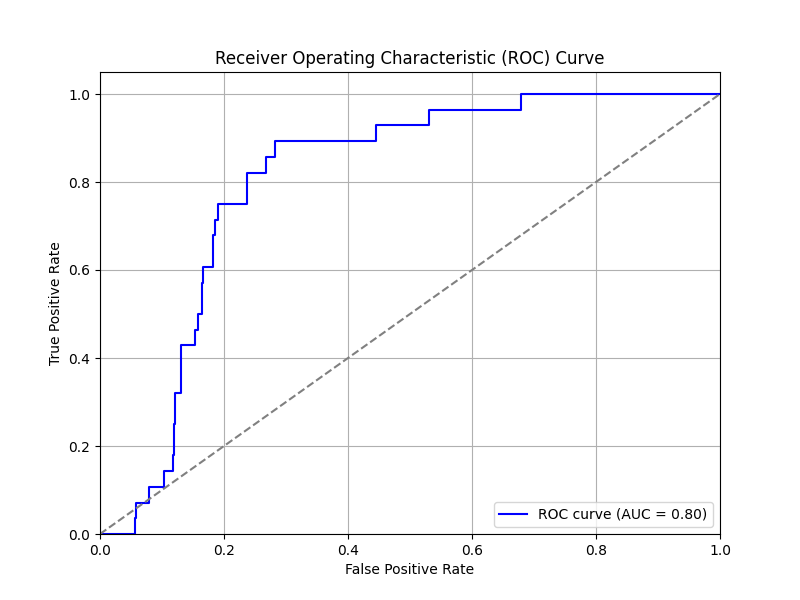 Receiver Operating Characteristic (ROC) Curve
1.0
0.8
0.6
0.4
0.2
0.0
True Positive Rate
ROC curve (AUC = 0.80)
0.0 0.2 0.4 0.6 0.8 1.0
False Positive Rate